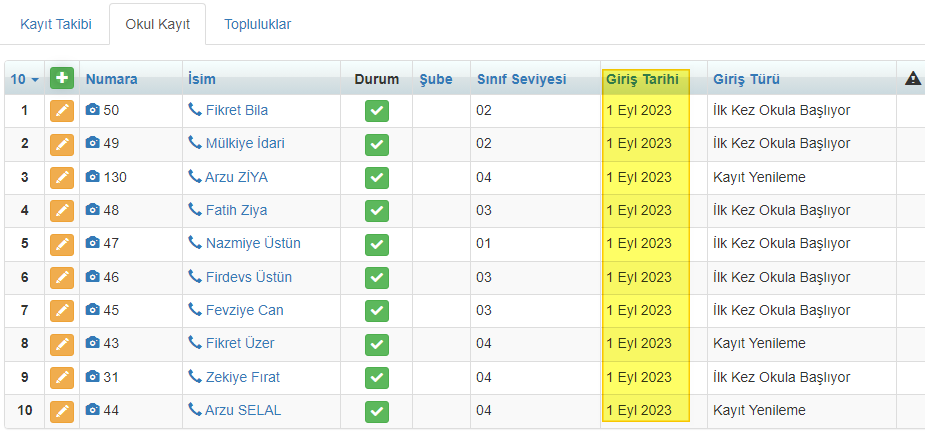 Kayıt Takibi Okul Kayıt Topluluklar
10 Numara İsim Durum Şube Sınıf Seviyesi Giriş Tarihi Giriş Türü
1 50 Fikret Bila 02 1 Eyl 2023 İlk Kez Okula Başlıyor
2 49 Mülkiye İdari 02 1 Eyl 2023 İlk Kez Okula Başlıyor
3 130 Arzu ZİYA 04 1 Eyl 2023 Kayıt Yenileme
4 48 Fatih Ziya 03 1 Eyl 2023 İlk Kez Okula Başlıyor
5 47 Nazmiye Üstün 01 1 Eyl 2023 İlk Kez Okula Başlıyor
6 46 Firdevs Üstün 03 1 Eyl 2023 İlk Kez Okula Başlıyor
7 45 Fevziye Can 03 1 Eyl 2023 İlk Kez Okula Başlıyor
8 43 Fikret Üzer 04 1 Eyl 2023 Kayıt Yenileme
9 31 Zekiye Fırat 04 1 Eyl 2023 İlk Kez Okula Başlıyor
10 44 Arzu SELAL 04 1 Eyl 2023 Kayıt Yenileme